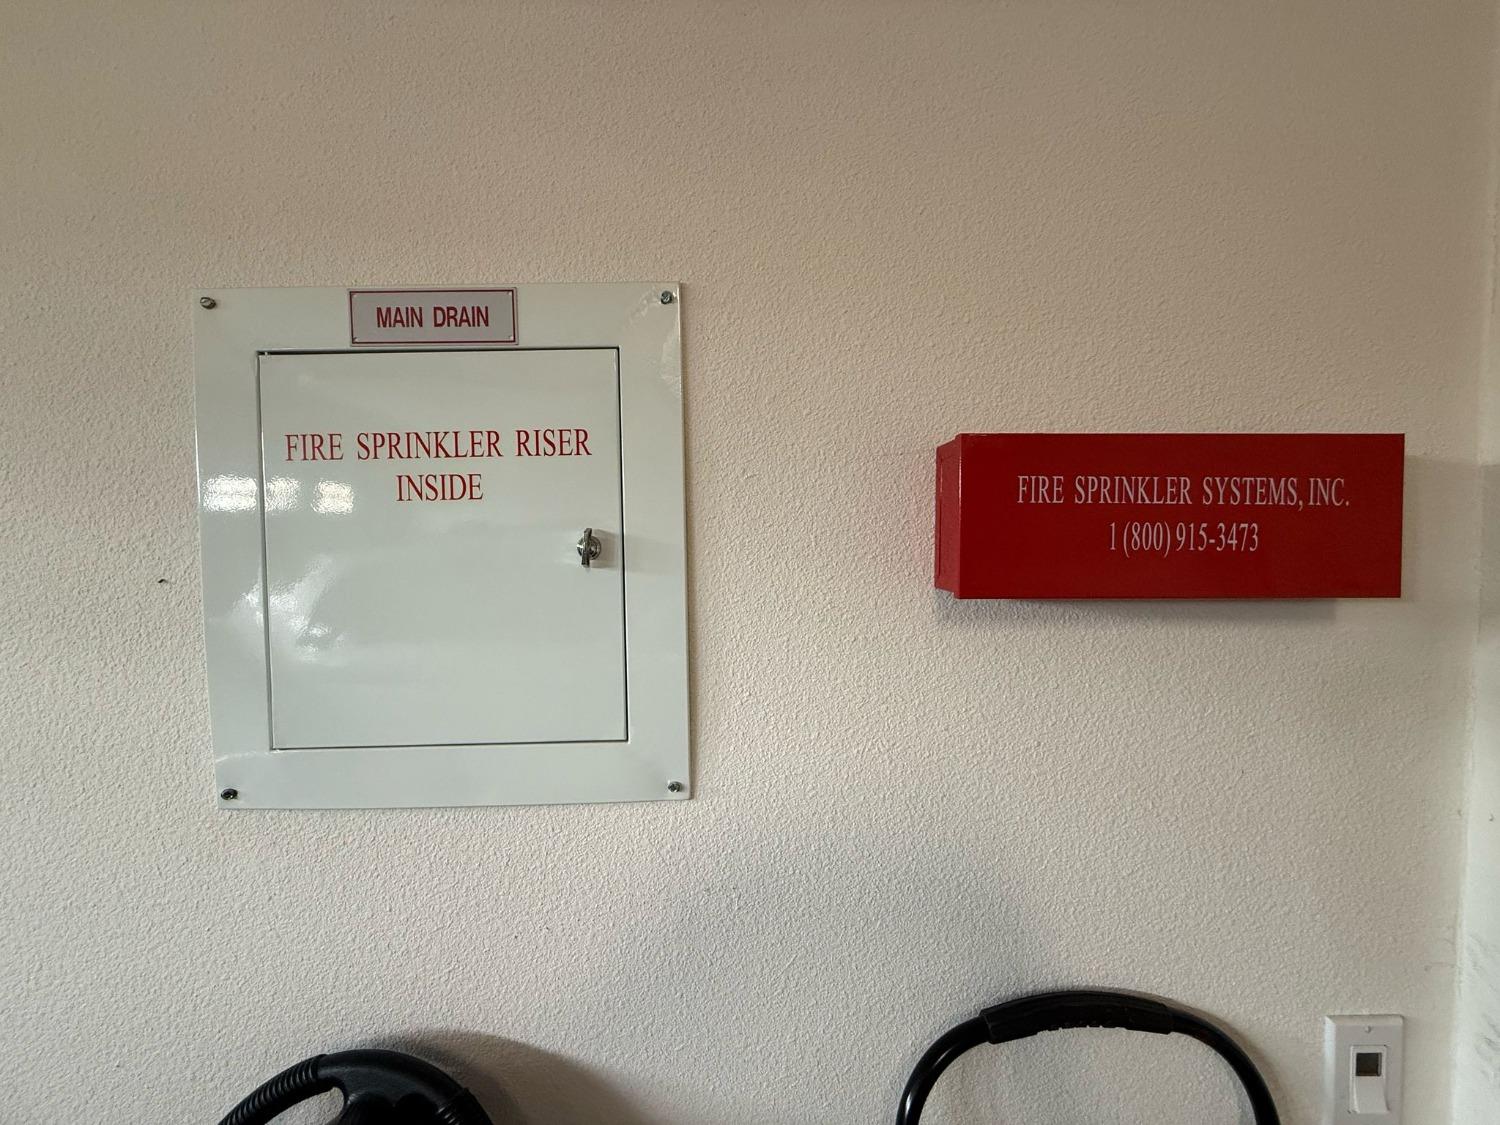 MAIN DRAIN
FIRE SPRINKLER RISER
INSIDE
FIRE SPRINKLER SYSTEMS, INC.
1 (800) 915-3473